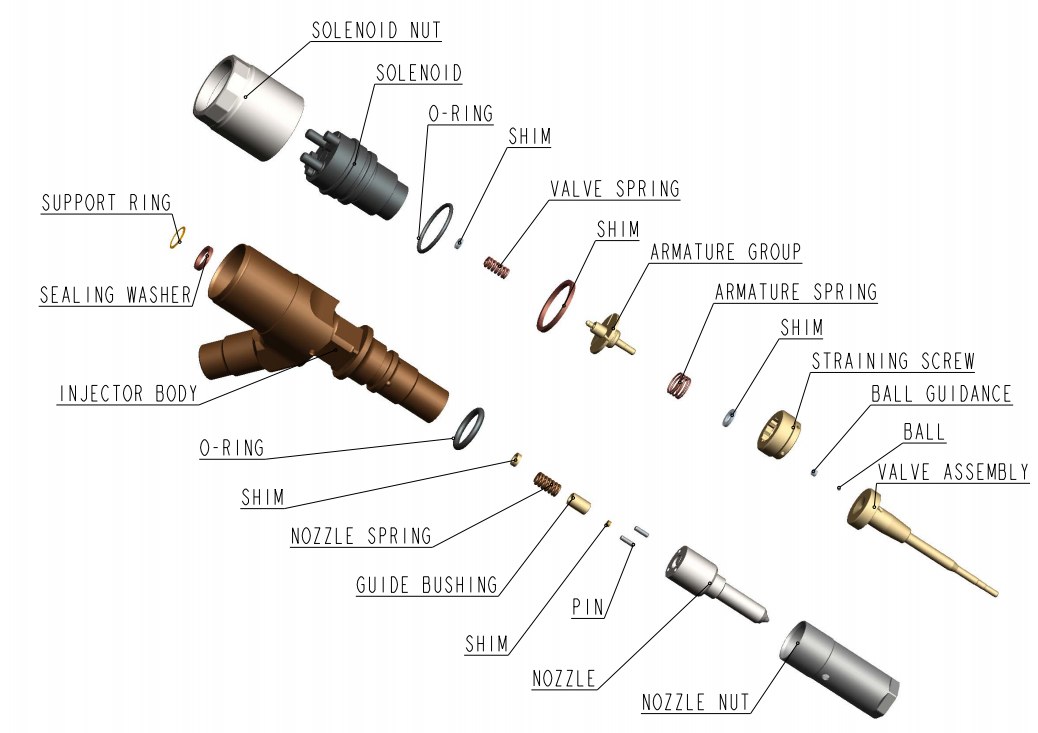 SOLENOID NUT
SOLENOID
O-RING
SHIM
VALVE SPRING
SUPPORT RING
SHIM
ARMATURE GROUP
SEALING WASHER
ARMATURE SPRING
SHIM
STRAINING SCREW
INJECTOR BODY
BALL GUIDANCE
BALL
O-RING
VALVE ASSEMBLY
SHIM
NOZZLE SPRING
GUIDE BUSHING
PIN
SHIM
NOZZLE
NOZZLE NUT